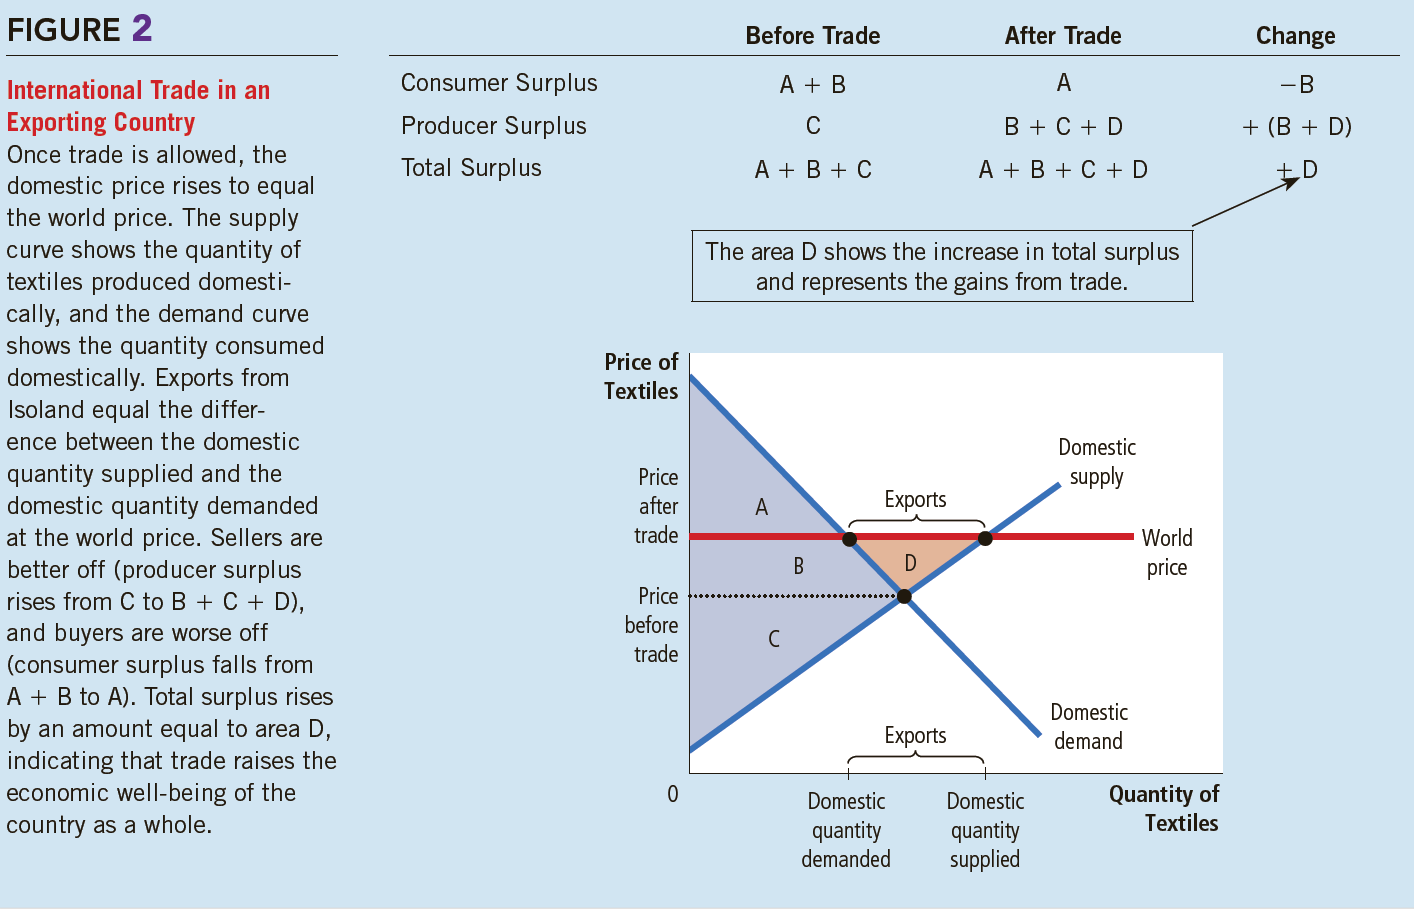 FIGURE 2
International Trade in an
Exporting Country
Once trade is allowed, the
domestic price rises to equal
the world price. The supply
curve shows the quantity of
textiles produced domesti-
cally, and the demand curve
shows the quantity consumed
domestically. Exports from
Isoland equal the differ-
ence between the domestic
quantity supplied and the
domestic quantity demanded
at the world price. Sellers are
better off (producer surplus
rises from C to B + C + D),
and buyers are worse off
(consumer surplus falls from
A + B to A). Total surplus rises
by an amount equal to area D,
indicating that trade raises the
economic well-being of the
country as a whole.
Before Trade After Trade Change
Consumer Surplus A + B A −B
Producer Surplus C B + C + D + (B + D)
Total Surplus A + B + C A + B + C + D + D
The area D shows the increase in total surplus
and represents the gains from trade.
Price of
Textiles
Price
after
trade
Price
before
trade
A
B
C
D
Exports
Domestic
supply
World
price
Domestic
demand
Exports
0
Domestic
quantity
demanded
Domestic
quantity
supplied
Quantity of
Textiles